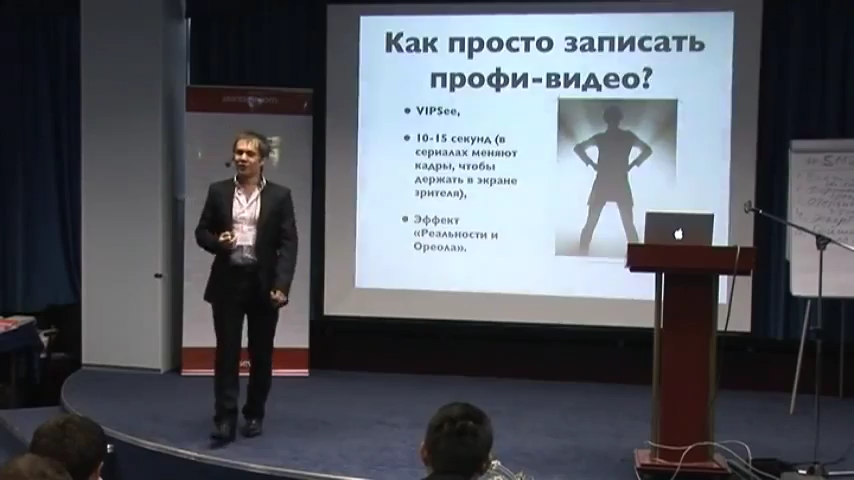 Как просто записать
профи-видео?
VIPSee,
10-15 секунд (в
сериалах меняют
кадры, чтобы
держать в экране
зрителя),
Эффект
«Реальности и
Ореола».